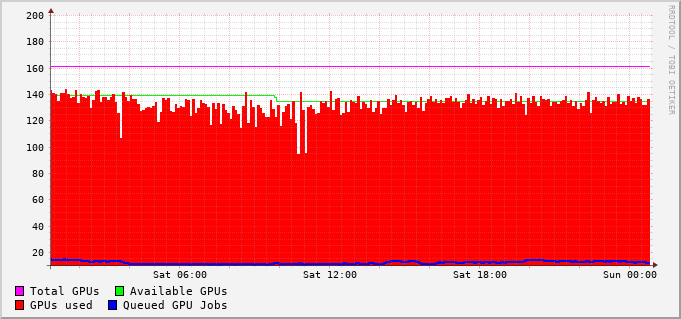 200
180
160
140
120
100
80
60
40
20
Sat 06:00 Sat 12:00 Sat 18:00 Sun 00:00
Total GPUs Available GPUs
GPUs used Queued GPU Jobs
RRDTOOL / TOBI OETIKER